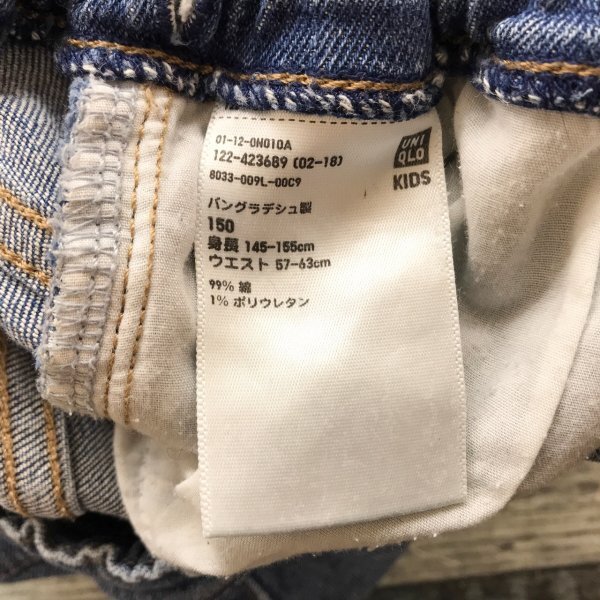 01-12-0N010A
122-423689 (02-18)
8033-009L-00C9
UNI
QLO
KIDS
バングラデシュ製
150
身長 145-155cm
ウエスト 57-63cm
99% 綿
1% ポリウレタン